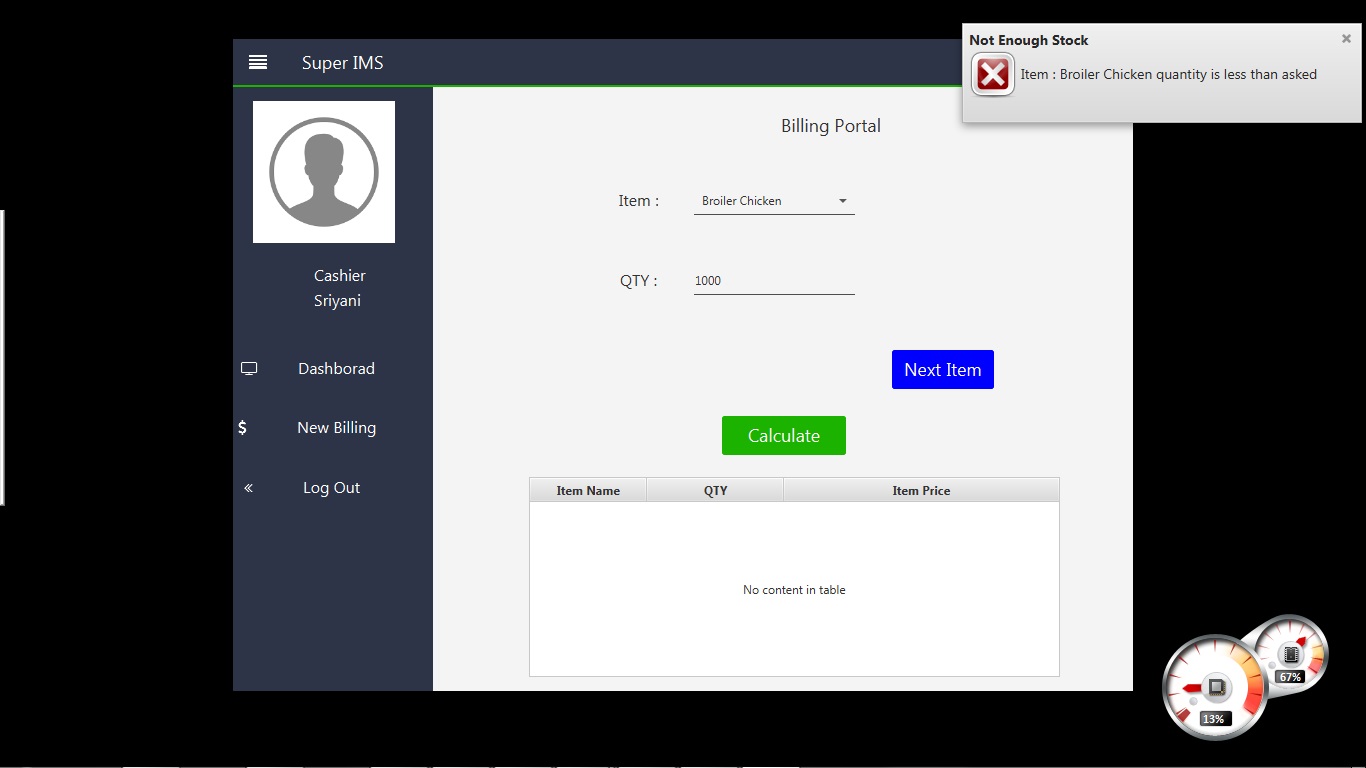 Super IMS
Not Enough Stock
Item : Broiler Chicken quantity is less than asked
Billing Portal
Item :
Broiler Chicken
Cashier
Sriyani
QTY :
1000
Dashborad
Next Item
New Billing
Calculate
Log Out
Item Name QTY Item Price
No content in table
67%
13%